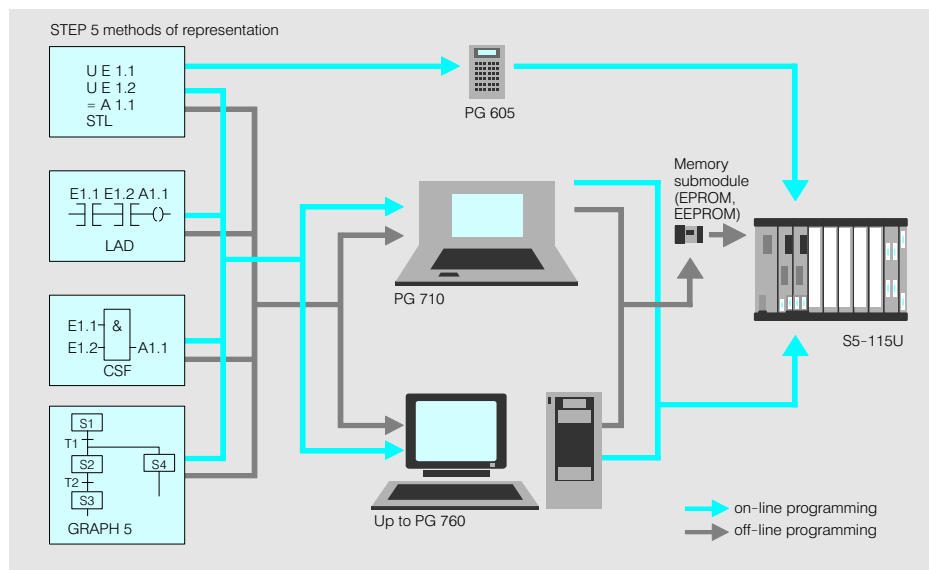 STEP 5 methods of representation
U E 1.1
U E 1.2
= A 1.1
STL
PG 605
E1.1 E1.2 A1.1
LAD
Memory
submodule
(EPROM,
EEPROM)
PG 710
S5-115U
E1.1
&
E1.2
A1.1
CSF
S1
T1
S2
S4
T2
S3
GRAPH 5
Up to PG 760
on-line programming
off-line programming